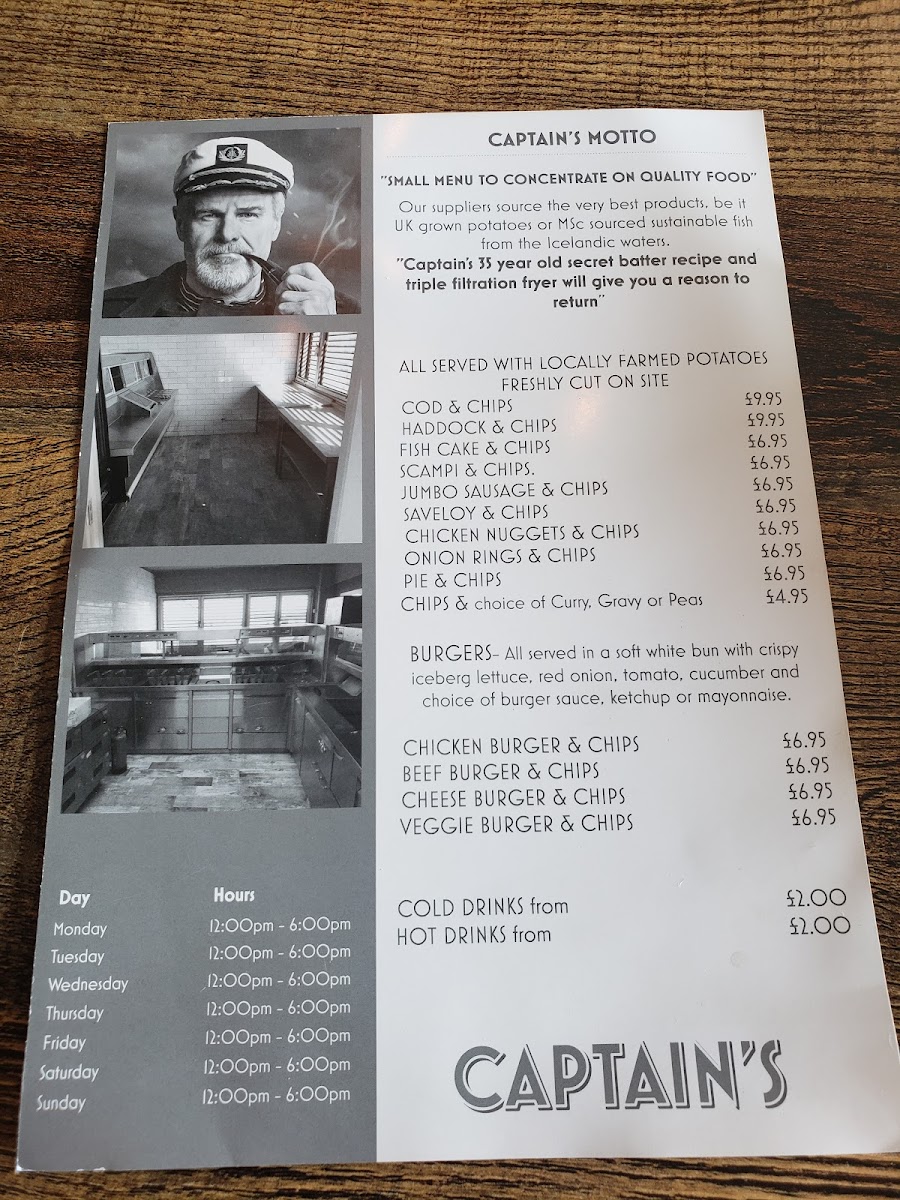 CAPTAIN'S MOTTO
"SMALL MENU TO CONCENTRATE ON QUALITY FOOD"
Our suppliers source the very best products, be it
UK grown potatoes or MSc sourced sustainable fish
from the Icelandic waters.
"Captain's 35 year old secret batter recipe and
triple filtration fryer will give you a reason to
return"
ALL SERVED WITH LOCALLY FARMED POTATOES
FRESHLY CUT ON SITE
COD & CHIPS £9.95
HADDOCK & CHIPS £9.95
FISH CAKE & CHIPS £6.95
SCAMPI & CHIPS. £6.95
JUMBO SAUSAGE & CHIPS £6.95
SAVELOY & CHIPS £6.95
CHICKEN NUGGETS & CHIPS £6.95
ONION RINGS & CHIPS £6.95
PIE & CHIPS £6.95
CHIPS & choice of Curry, Gravy or Peas £4.95
BURGERS– All served in a soft white bun with crispy
iceberg lettuce, red onion, tomato, cucumber and
choice of burger sauce, ketchup or mayonnaise.
CHICKEN BURGER & CHIPS £6.95
BEEF BURGER & CHIPS £6.95
CHEESE BURGER & CHIPS £6.95
VEGGIE BURGER & CHIPS £6.95
COLD DRINKS from £2.00
HOT DRINKS from £2.00
CAPTAIN'S
Day Hours
Monday 12:00pm - 6:00pm
Tuesday 12:00pm - 6:00pm
Wednesday 12:00pm - 6:00pm
Thursday 12:00pm - 6:00pm
Friday 12:00pm - 6:00pm
Saturday 12:00pm - 6:00pm
Sunday 12:00pm - 6:00pm